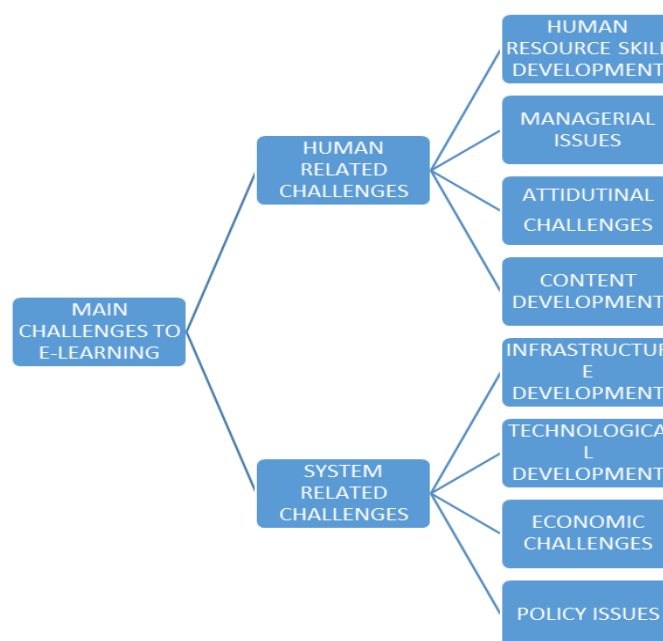 MAIN
CHALLENGES TO
E-LEARNING
HUMAN
RELATED
CHALLENGES
HUMAN
RESOURCE SKILL
DEVELOPMENT
MANAGERIAL
ISSUES
ATTIDUTINAL
CHALLENGES
CONTENT
DEVELOPMENT
SYSTEM
RELATED
CHALLENGES
INFRASTRUCTUR
E
DEVELOPMENT
TECHNOLOGICA
L
DEVELOPMENT
ECONOMIC
CHALLENGES
POLICY ISSUES